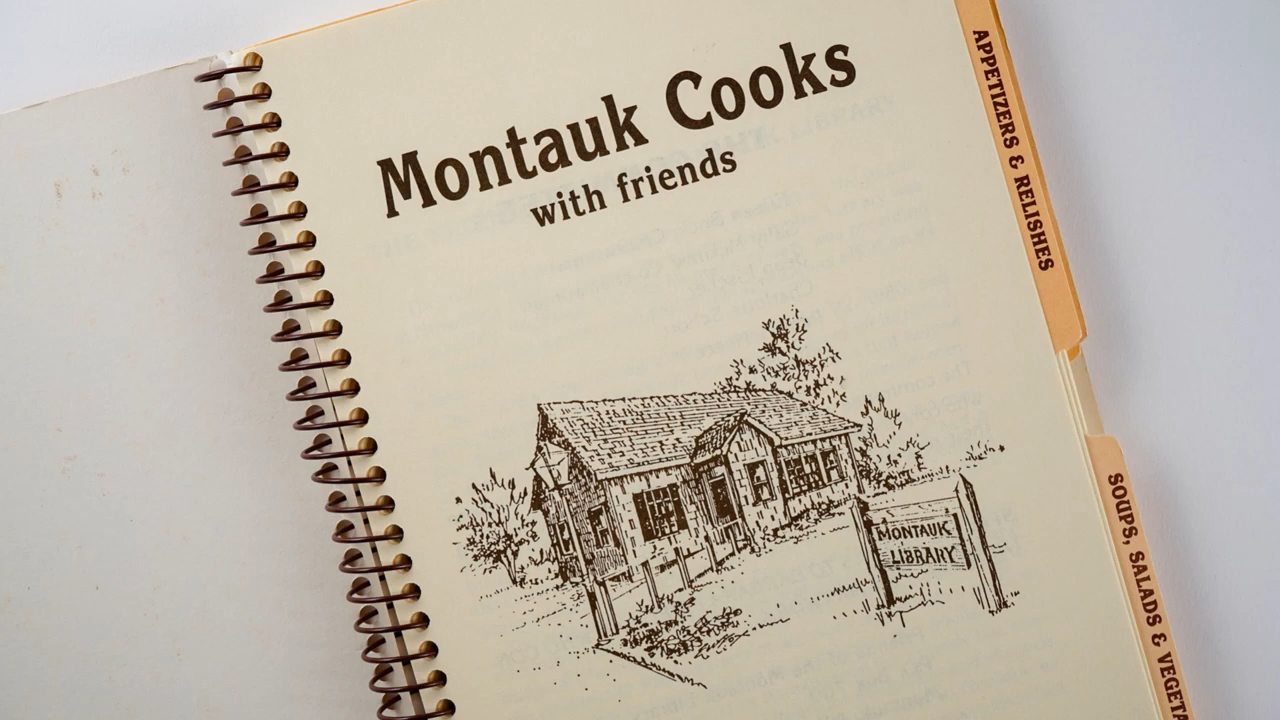 Montauk Cooks
with friends
MONTAUK
LIBRARY
APPETIZERS & RELISHES
SOUPS, SALADS & VEGETA